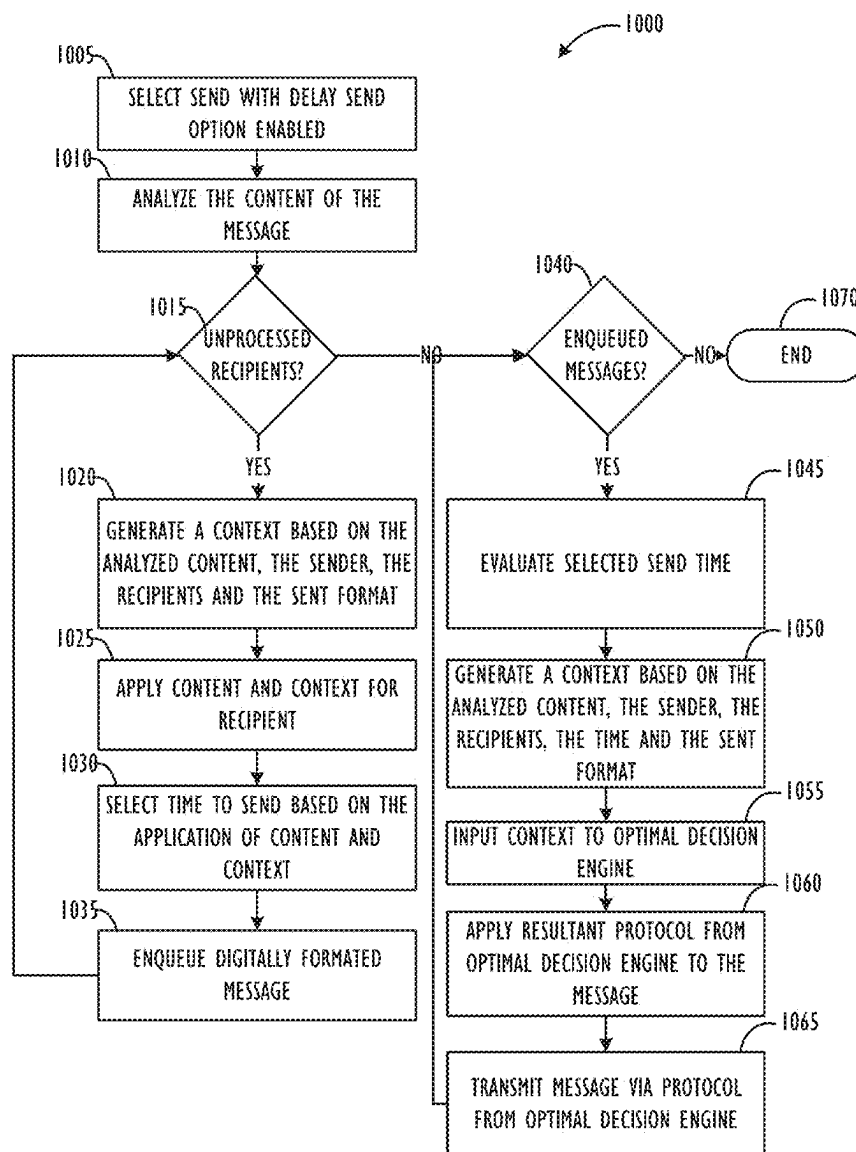 1000
1005
SELECT SEND WITH DELAY SEND
OPTION ENABLED
1010
ANALYZE THE CONTENT OF THE
MESSAGE
1015
UNPROCESSED
RECIPIENTS?
NO
YES
1020
GENERATE A CONTEXT BASED ON THE
ANALYZED CONTENT, THE SENDER, THE
RECIPIENTS AND THE SENT FORMAT
1025
APPLY CONTENT AND CONTEXT FOR
RECIPIENT
1030
SELECT TIME TO SEND BASED ON THE
APPLICATION OF CONTENT AND
CONTEXT
1035
ENQUEUE DIGITALLY FORMATED
MESSAGE
1040
ENQUEUED
MESSAGES?
NO
1070
END
YES
1045
EVALUATE SELECTED SEND TIME
1050
GENERATE A CONTEXT BASED ON THE
ANALYZED CONTENT, THE SENDER, THE
RECIPIENTS, THE TIME AND THE SENT
FORMAT
1055
INPUT CONTEXT TO OPTIMAL DECISION
ENGINE
1060
APPLY RESULTANT PROTOCOL FROM
OPTIMAL DECISION ENGINE TO THE
MESSAGE
1065
TRANSMIT MESSAGE VIA PROTOCOL
FROM OPTIMAL DECISION ENGINE